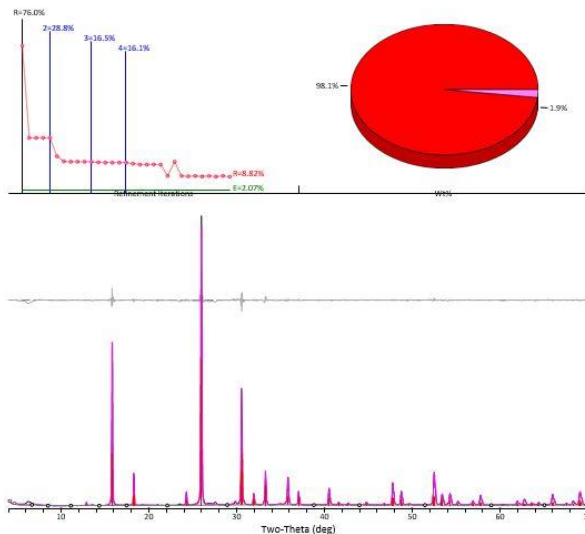 R=76.0%
2=28.8%
3=16.5%
4=16.1%
R=8.82%
E=2.07%
Refinement Iterations
98.1%
1.9%
Wt%
10
20
30
40
50
60
Two-Theta (deg)